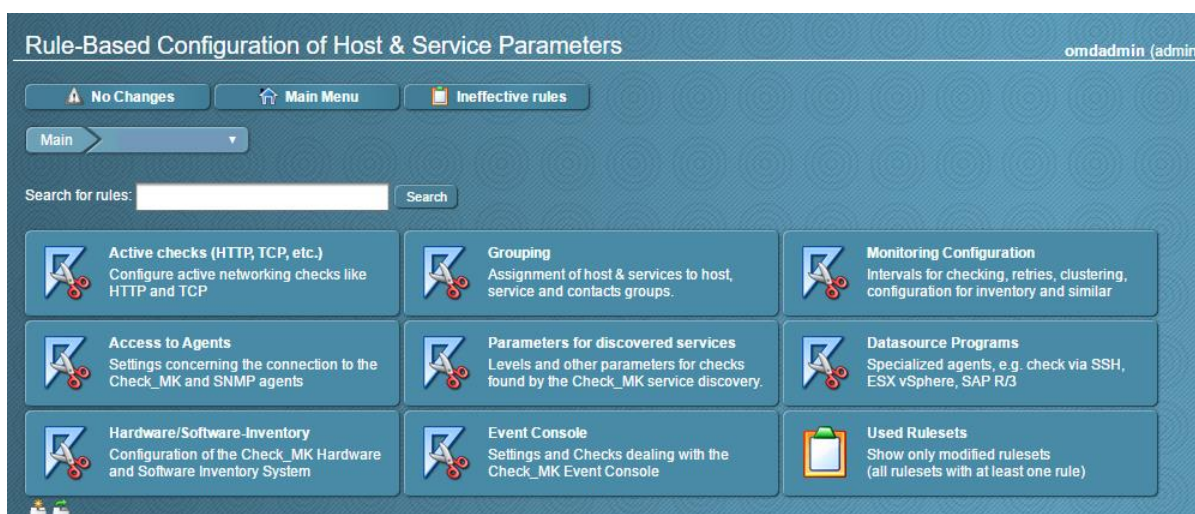 Rule-Based Configuration of Host & Service Parameters
omdadmin (admin
No Changes
Main Menu
Ineffective rules
Main
Search for rules:
Search
Active checks (HTTP, TCP, etc.)
Configure active networking checks like
HTTP and TCP
Grouping
Assignment of host & services to host,
service and contacts groups.
Monitoring Configuration
Intervals for checking, retries, clustering,
configuration for inventory and similar
Access to Agents
Settings concerning the connection to the
Check_MK and SNMP agents
Parameters for discovered services
Levels and other parameters for checks
found by the Check_MK service discovery.
Datasource Programs
Specialized agents, e.g. check via SSH,
ESX vSphere, SAP R/3
Hardware/Software-Inventory
Configuration of the Check_MK Hardware
and Software Inventory System
Event Console
Settings and Checks dealing with the
Check_MK Event Console
Used Rulesets
Show only modified rulesets
(all rulesets with at least one rule)